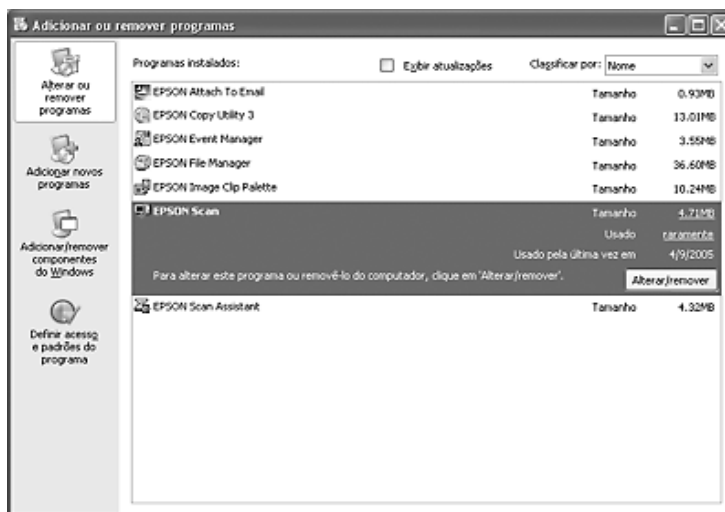 Adicionar ou remover programas
Alterar ou
remover
programas
Adicionar novos
programas
Adicionar/remover
componentes
do Windows
Definir acesso
e padrões do
programa
Programas instalados:
Exibir atualizações
Classificar por: Nome
EPSON Attach To Email Tamanho 0.93MB
EPSON Copy Utility 3 Tamanho 13.01MB
EPSON Event Manager Tamanho 3.55MB
EPSON File Manager Tamanho 36.60MB
EPSON Image Clip Palette Tamanho 10.24MB
EPSON Scan Tamanho 4.71MB
Usado raramente
Usado pela última vez em 4/9/2005
Para alterar este programa ou removê-lo do computador, clique em 'Alterar/remover'. Alterar/remover
EPSON Scan Assistant Tamanho 4.32MB